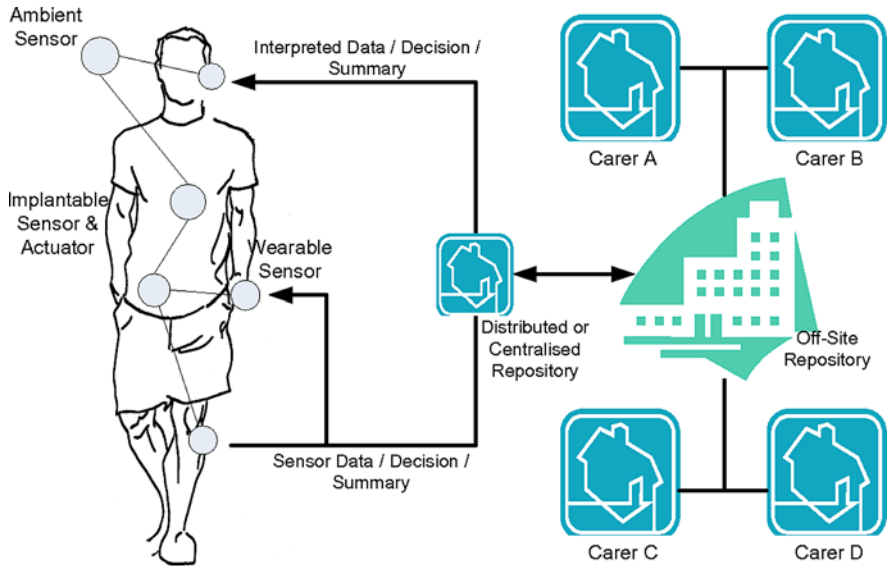 Ambient
Sensor
Interpreted Data / Decision /
Summary
Carer A
Carer B
Implantable
Sensor &
Actuator
Wearable
Sensor
Distributed or
Centralised
Repository
Off-Site
Repository
Sensor Data / Decision /
Summary
Carer C
Carer D